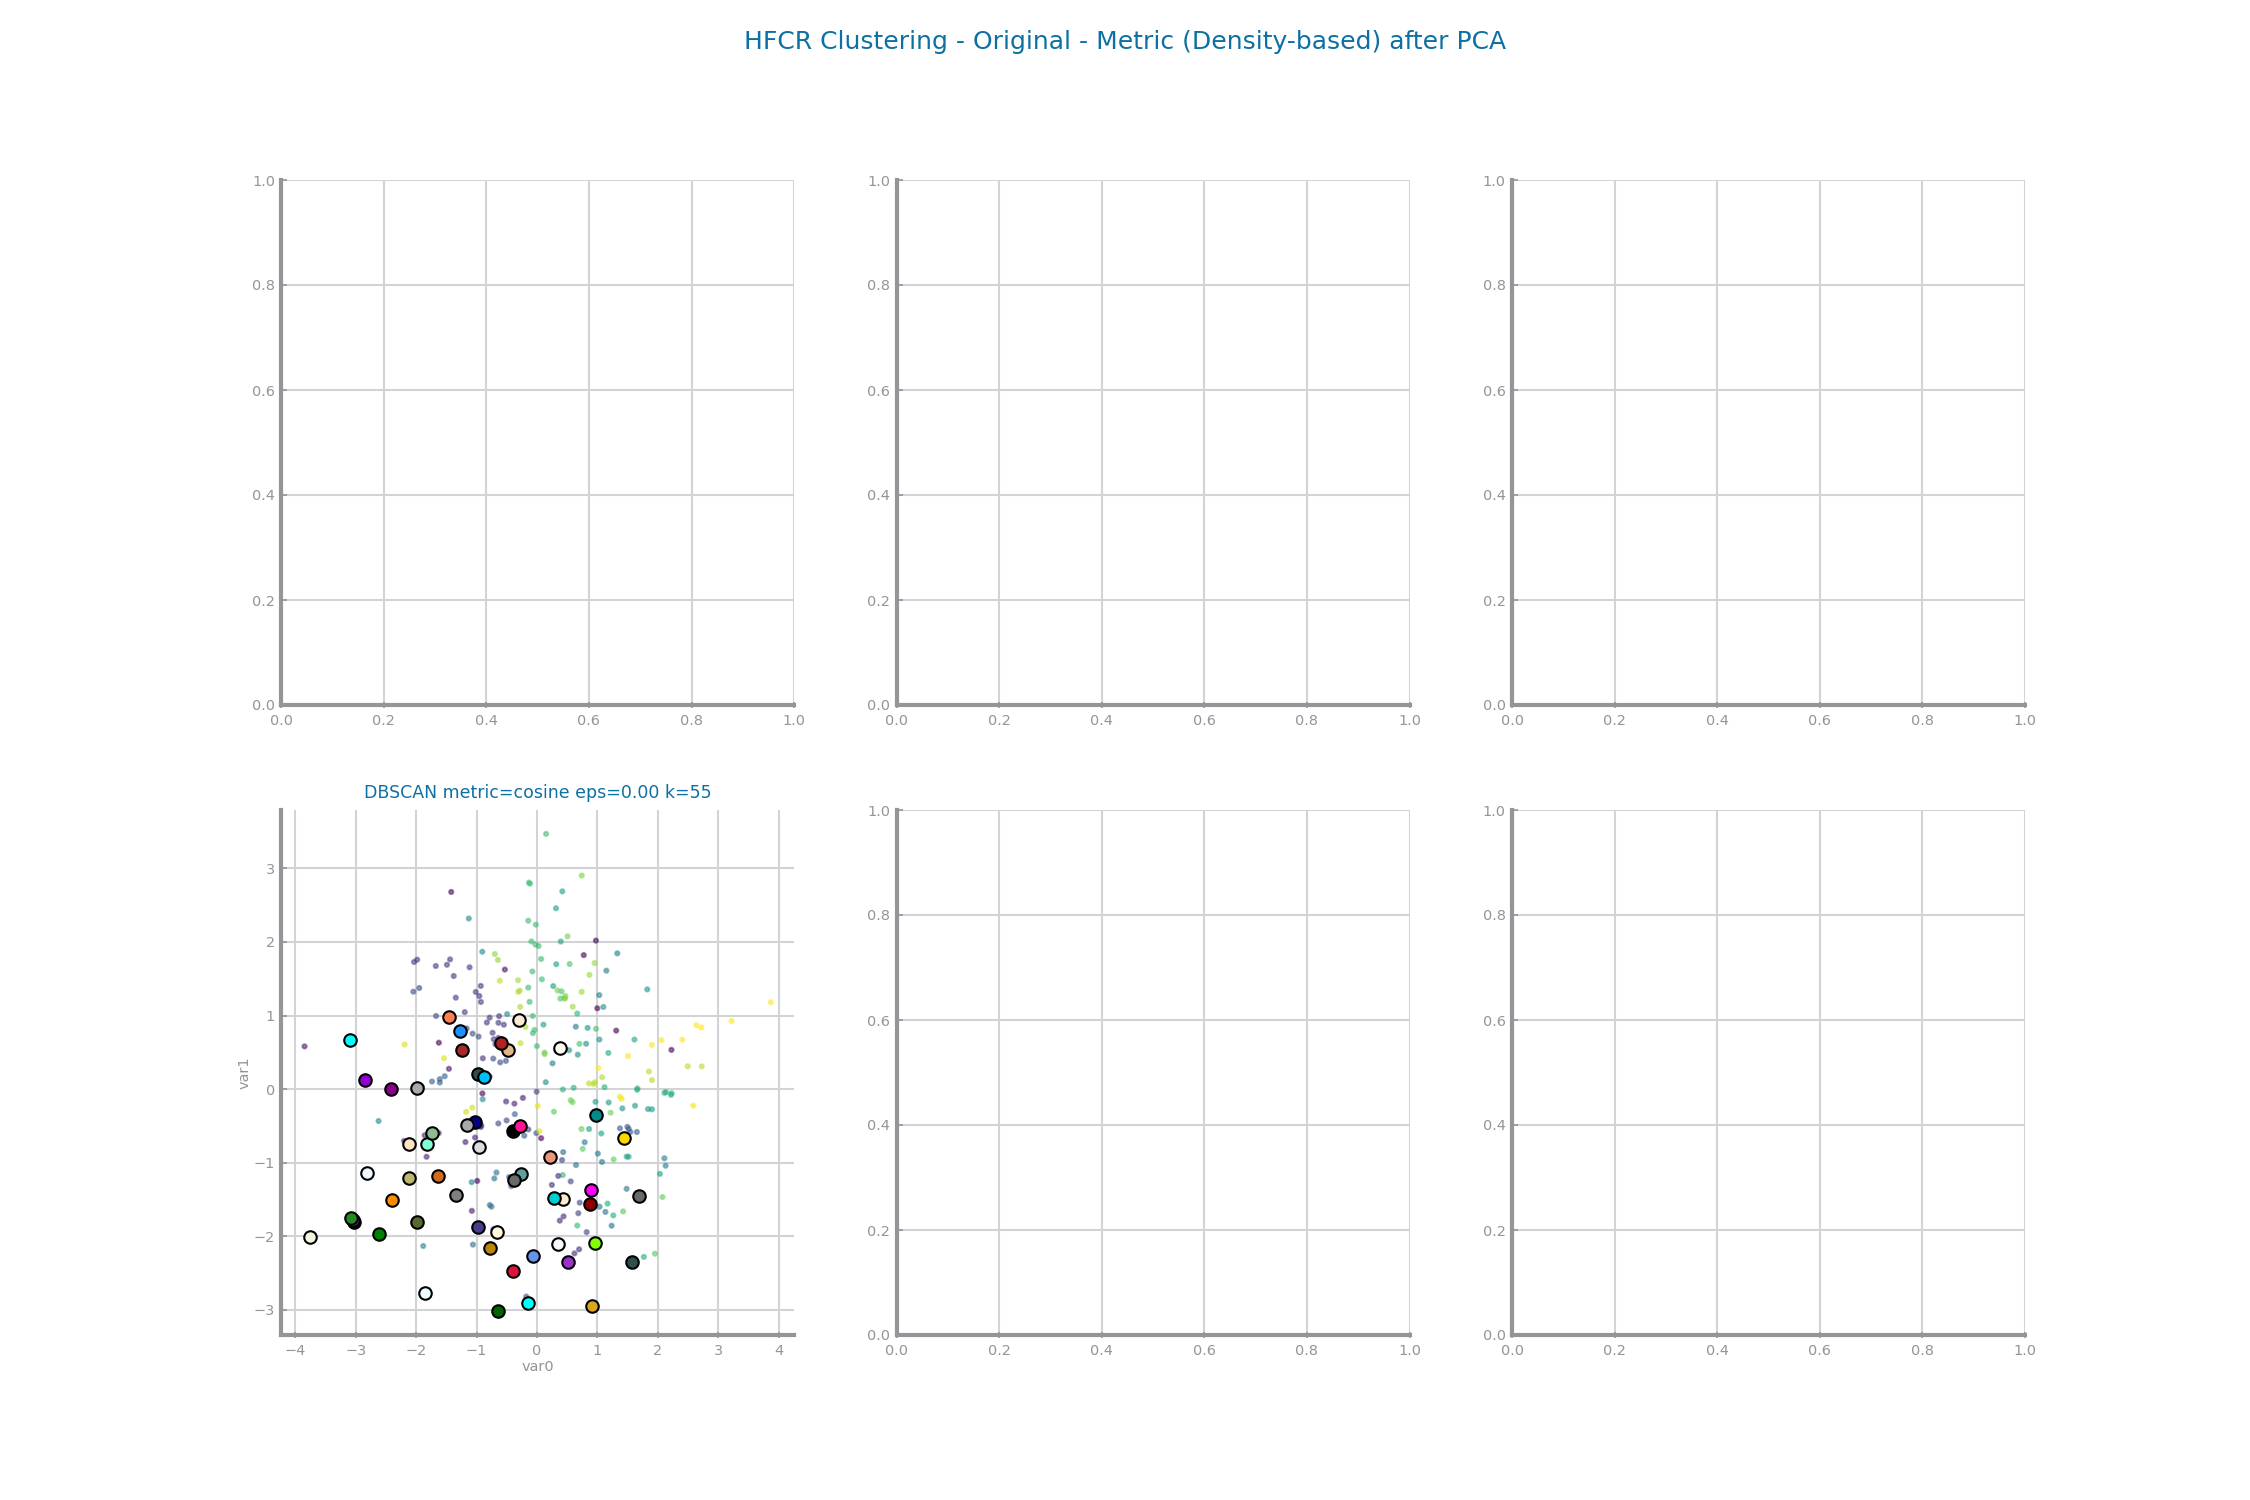 HFCR Clustering - Original - Metric (Density-based) after PCA
1.0 0.8 0.6 0.4 0.2 0.0
0.0 0.2 0.4 0.6 0.8 1.0
1.0 0.8 0.6 0.4 0.2 0.0
0.0 0.2 0.4 0.6 0.8 1.0
1.0 0.8 0.6 0.4 0.2 0.0
0.0 0.2 0.4 0.6 0.8 1.0
DBSCAN metric=cosine eps=0.00 k=55
var1
3 2 1 0 −1 −2 −3
−4 −3 −2 −1 0 1 2 3 4
var0
1.0 0.8 0.6 0.4 0.2 0.0
0.0 0.2 0.4 0.6 0.8 1.0
1.0 0.8 0.6 0.4 0.2 0.0
0.0 0.2 0.4 0.6 0.8 1.0